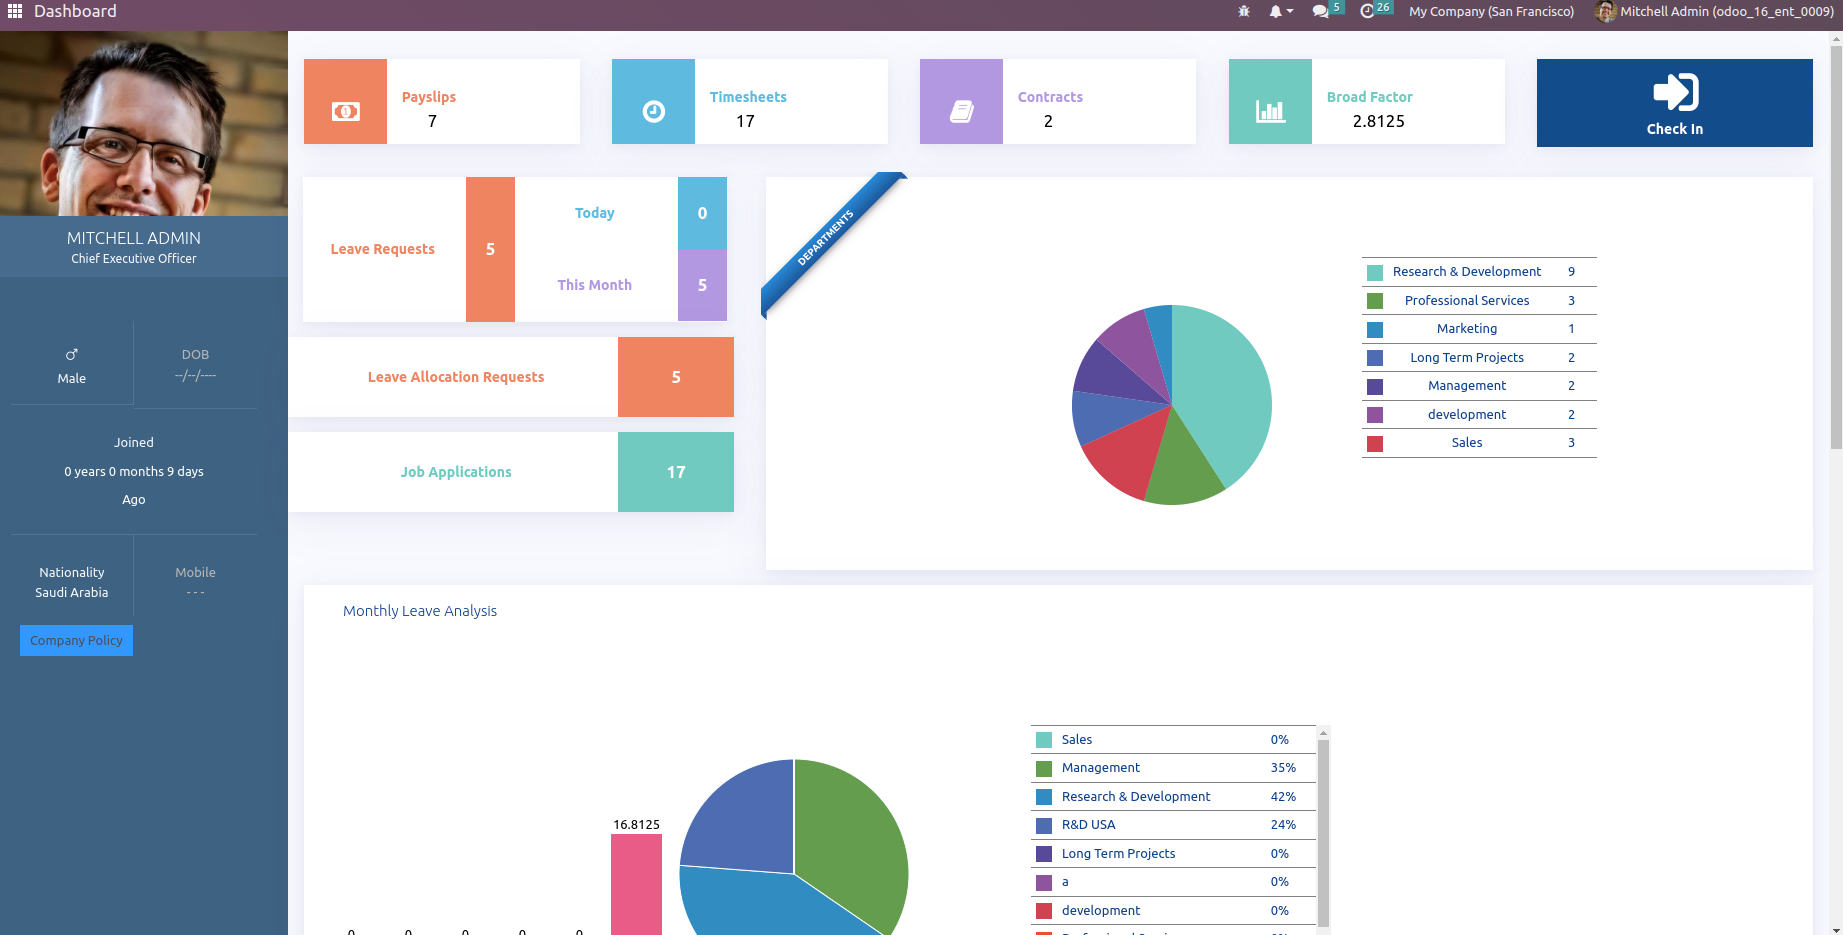 Dashboard
5
26
My Company (San Francisco)
Mitchell Admin (odoo_16_ent_0009)
MITCHELL ADMIN
Chief Executive Officer
Male
DOB
--/--/----
Joined
0 years 0 months 9 days
Ago
Nationality
Saudi Arabia
Mobile
- - -
Company Policy
Payslips
7
Timesheets
17
Contracts
2
Broad Factor
2.8125
Check In
Leave Requests
5
Today
0
This Month
5
Leave Allocation Requests
5
Job Applications
17
DEPARTMENTS
Research & Development 9
Professional Services 3
Marketing 1
Long Term Projects 2
Management 2
development 2
Sales 3
Monthly Leave Analysis
16.8125
0 0 0 0 0
Sales 0%
Management 35%
Research & Development 42%
R&D USA 24%
Long Term Projects 0%
a 0%
development 0%